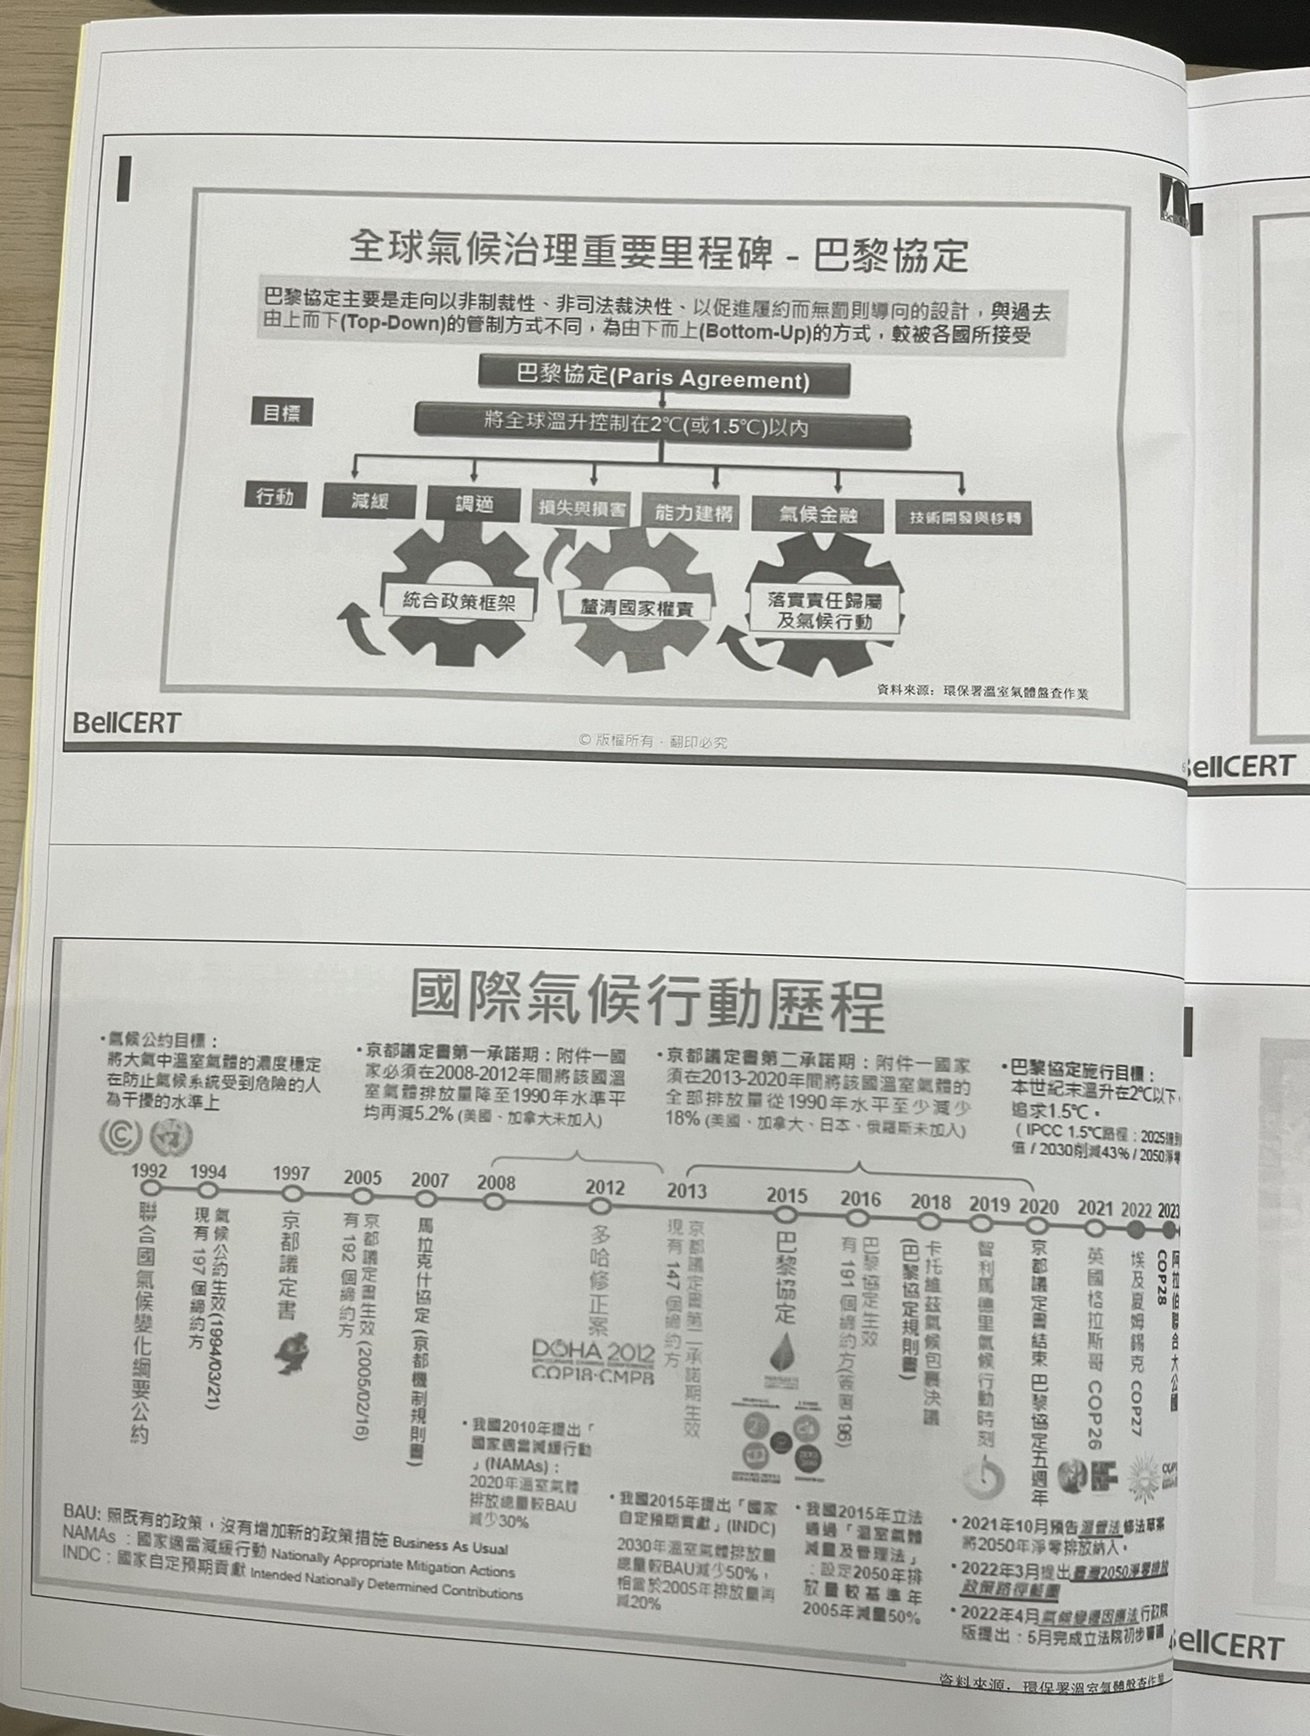 全球氣候治理重要里程碑 - 巴黎協定
巴黎協定主要是走向以非制裁性、非司法裁決性、以促進履約而無罰則導向的設計，與過去
由上而下(Top-Down)的管制方式不同，為由下而上(Bottom-Up)的方式，較被各國所接受
巴黎協定(Paris Agreement)
目標
將全球溫升控制在2℃(或1.5℃)以內
行動
減緩
調適
損失與損害
能力建構
氣候金融
技術開發與移轉
統合政策框架
釐清國家權責
落實責任歸屬
及氣候行動
資料來源：環保署溫室氣體盤查作業
BellCERT
© 版權所有．翻印必究
ellCERT
國際氣候行動歷程
•氣候公約目標：
將大氣中溫室氣體的濃度穩定
在防止氣候系統受到危險的人
為干擾的水準上
•京都議定書第一承諾期：附件一國
家必須在2008-2012年間將該國溫
室氣體排放量降至1990年水準平
均再減5.2% (美國、加拿大未加入)
•京都議定書第二承諾期：附件一國家
須在2013-2020年間將該國溫室氣體的
全部排放量從1990年水平至少減少
18% (美國、加拿大、日本、俄羅斯未加入)
•巴黎協定施行目標：
本世紀末溫升在2℃以下，
追求1.5℃。
(IPCC 1.5℃路徑：2025達到
值 / 2030削減43% / 2050淨零
1992
1994
1997
2005
2007
2008
2012
2013
2015
2016
2018
2019
2020
2021
2022
2023
聯合國氣候變化綱要公約
氣候公約生效(1994/03/21)
現有 197 個締約方
京都議定書
京都議定書生效 (2005/02/16)
有 192 個締約方
馬拉克什協定 (京都機制規則書)
多哈修正案
DOHA 2012
COP18·CMP8
京都議定書第二承諾期生效
現有 147 個締約方
巴黎協定
巴黎協定生效
有 191 個締約方(簽署 196)
卡托維茲氣候包裹決議
(巴黎協定規則書)
智利馬德里氣候行動時刻
京都議定書結束 巴黎協定五週年
英國格拉斯哥 COP26
埃及夏姆錫克 COP27
阿拉伯聯合大公國
COP28
•我國2010年提出「
國家適當減緩行動
」(NAMAs)：
2020年溫室氣體
排放總量較BAU
減少30%
•我國2015年提出「國家
自定預期貢獻」(INDC)
2030年溫室氣體排放量
總量較BAU減少50%，
相當於2005年排放量再
減20%
•我國2015年立法
通過「溫室氣體
減量及管理法」
：設定2050年排
放量較基準年
2005年減量50%
•2021年10月預告溫管法修法草案
將2050年淨零排放納入。
•2022年3月提出臺灣2050淨零排放
政策路徑藍圖
•2022年4月氣候變遷因應法行政院
版提出：5月完成立法院初步審議
BAU: 照既有的政策，沒有增加新的政策措施 Business As Usual
NAMAs：國家適當減緩行動 Nationally Appropriate Mitigation Actions
INDC：國家自定預期貢獻 Intended Nationally Determined Contributions
資料來源：環保署溫室氣體盤查作業
ellCERT